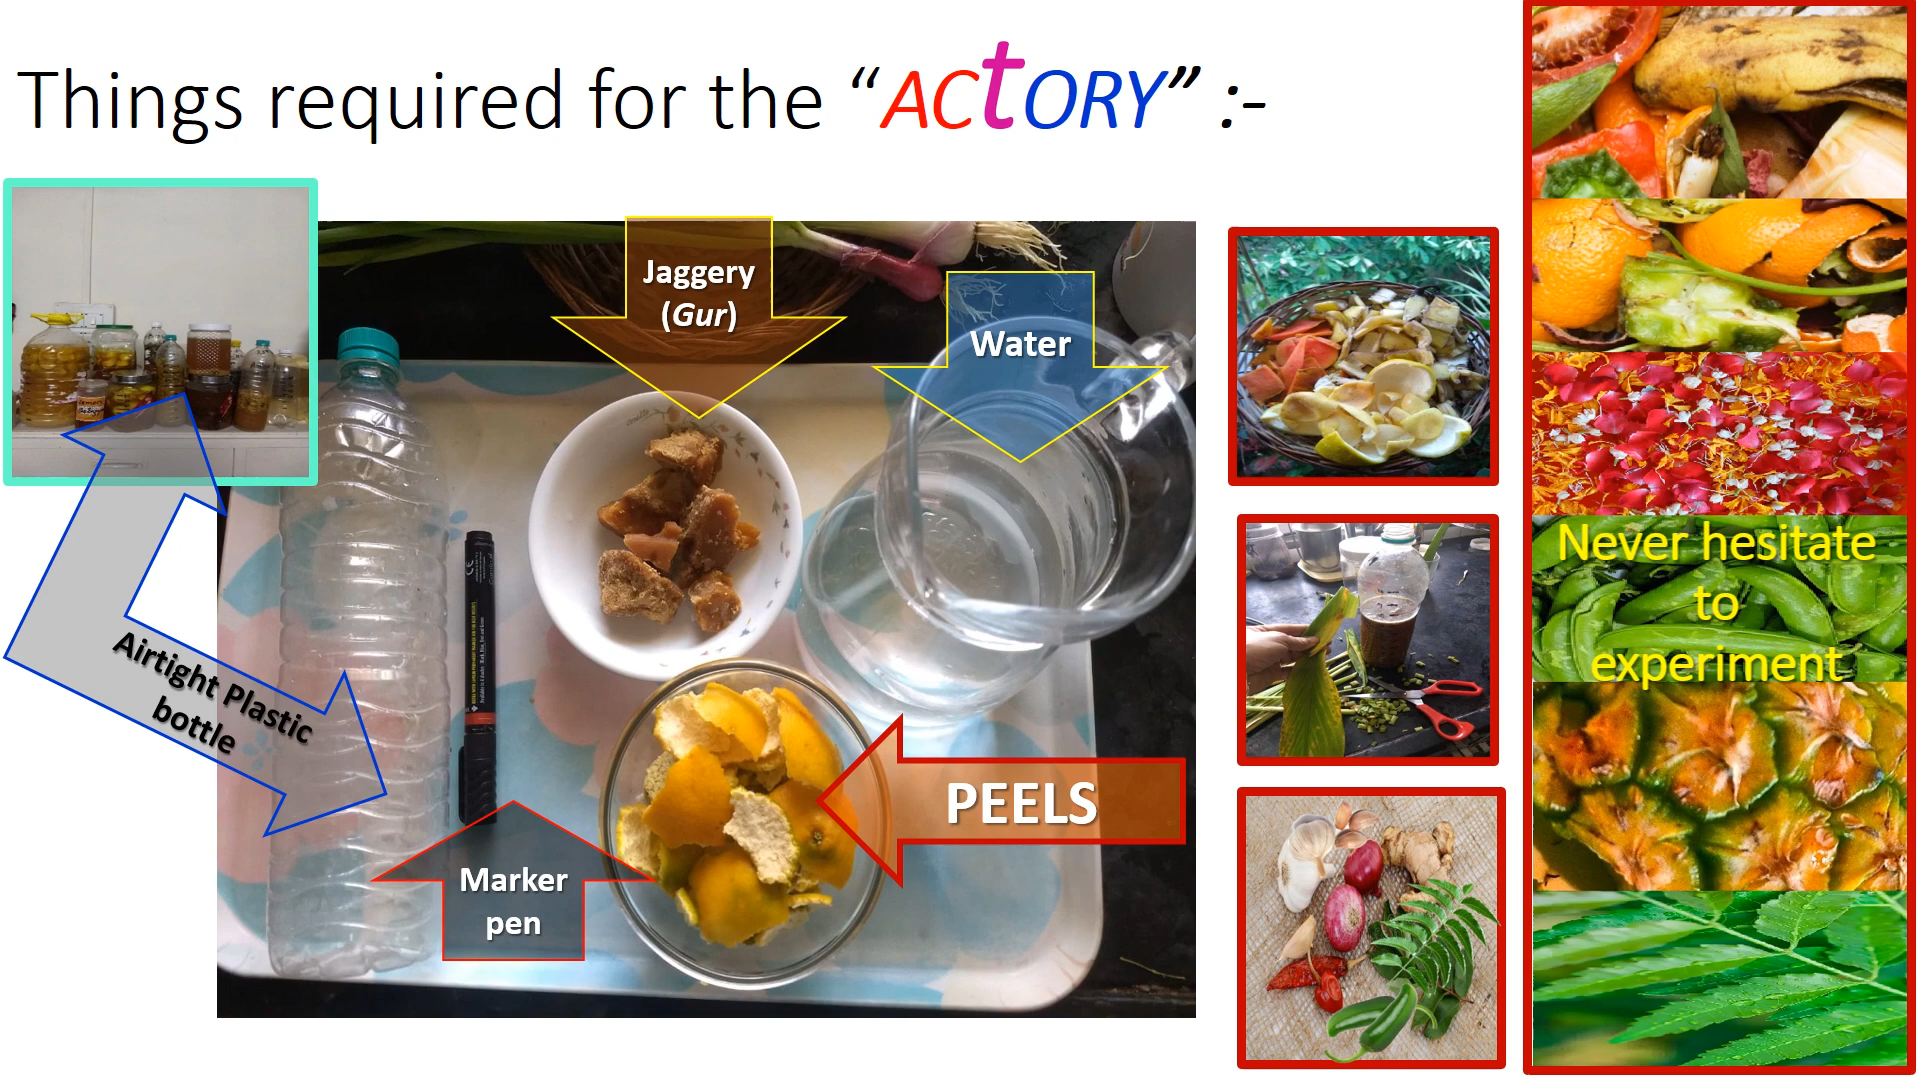 Things required for the “ACtORY” :-
Jaggery
(Gur)
Water
Airtight Plastic
bottle
PEELS
Marker
pen
Never hesitate
to
experiment